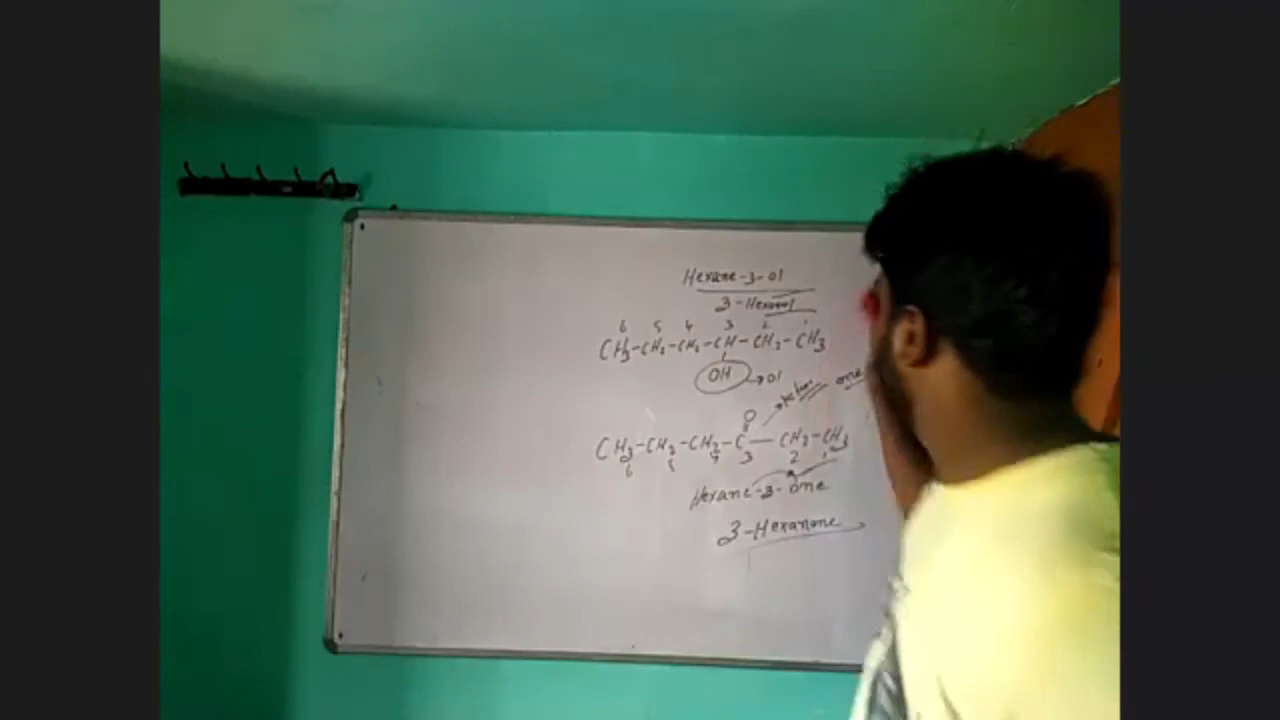 Hexane-3-ol
3-Hexanol
6 5 4 3 2 1
CH3-CH2-CH2-CH-CH2-CH3
OH→ol
one
O
CH3-CH2-CH2-C—CH2-CH3
6 5 4 3 2 1
Hexane-3-one
3-Hexanone